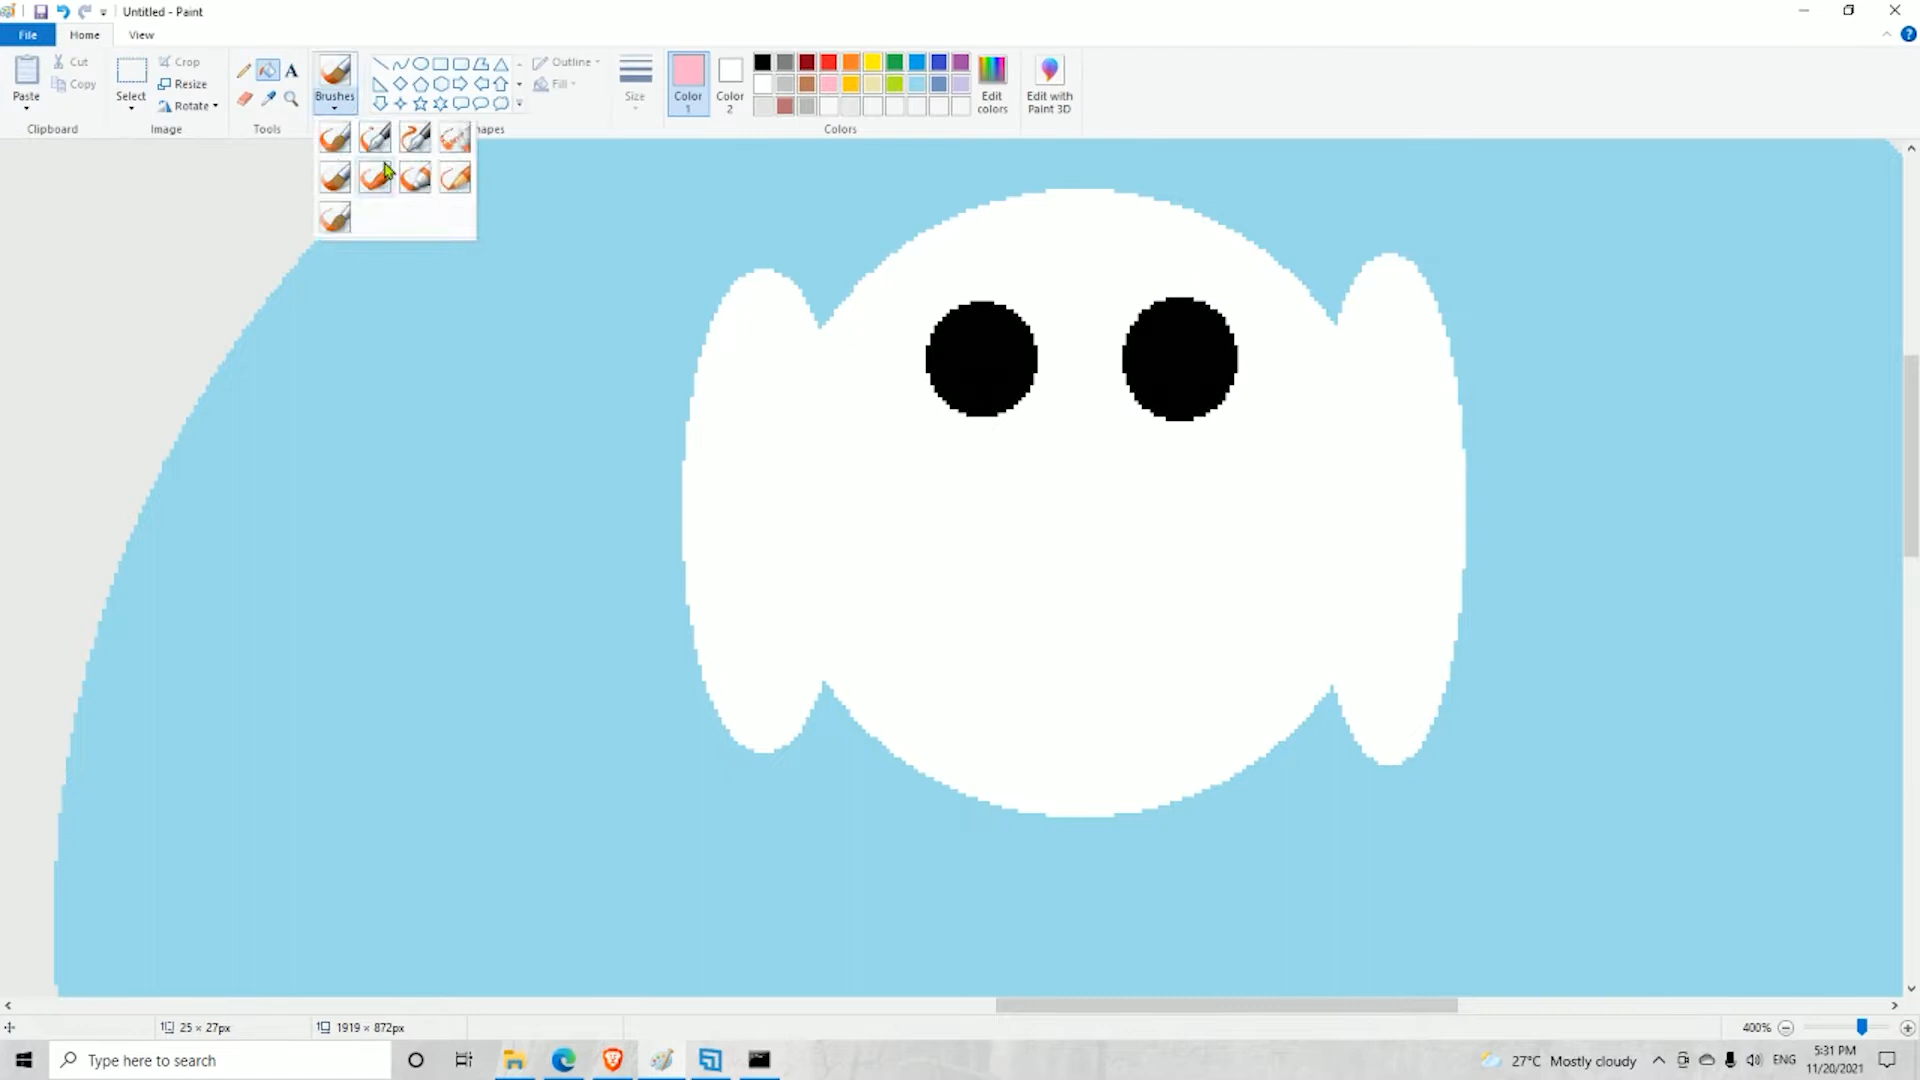 Untitled - Paint
File Home View
Paste
Cut
Copy
Clipboard
Select
Crop
Resize
Rotate
Image
A
Tools
Brushes
hapes
Outline
Fill
Size
Color 1
Color 2
Colors
Edit colors
Edit with Paint 3D
25 × 27px
1919 × 872px
400%
Type here to search
27°C Mostly cloudy
ENG
5:31 PM
11/20/2021